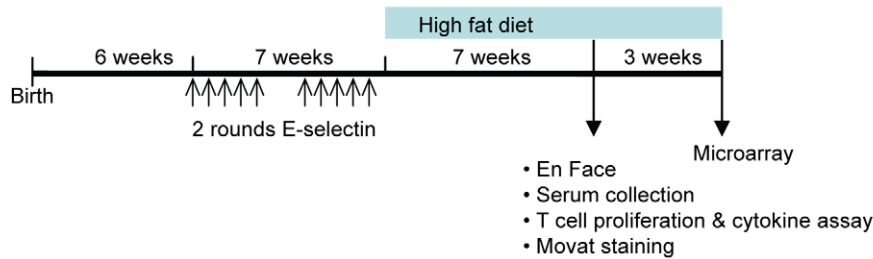 High fat diet
6 weeks 7 weeks 7 weeks 3 weeks
Birth
2 rounds E-selectin
Microarray
• En Face
• Serum collection
• T cell proliferation & cytokine assay
• Movat staining